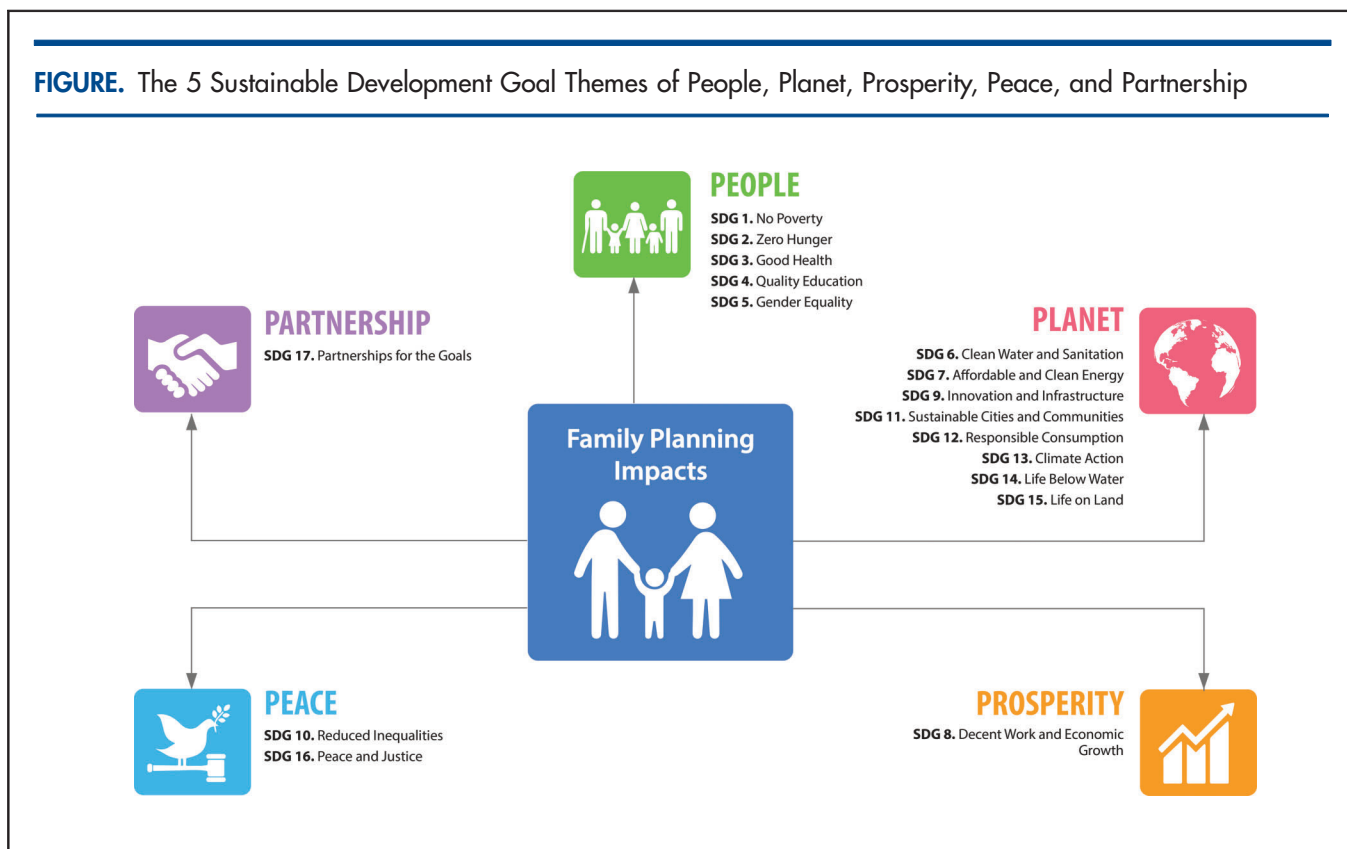 FIGURE. The 5 Sustainable Development Goal Themes of People, Planet, Prosperity, Peace, and Partnership
PEOPLE
SDG 1. No Poverty
SDG 2. Zero Hunger
SDG 3. Good Health
SDG 4. Quality Education
SDG 5. Gender Equality
PARTNERSHIP
SDG 17. Partnerships for the Goals
PLANET
SDG 6. Clean Water and Sanitation
SDG 7. Affordable and Clean Energy
SDG 9. Innovation and Infrastructure
SDG 11. Sustainable Cities and Communities
SDG 12. Responsible Consumption
SDG 13. Climate Action
SDG 14. Life Below Water
SDG 15. Life on Land
Family Planning
Impacts
PEACE
SDG 10. Reduced Inequalities
SDG 16. Peace and Justice
PROSPERITY
SDG 8. Decent Work and Economic
Growth